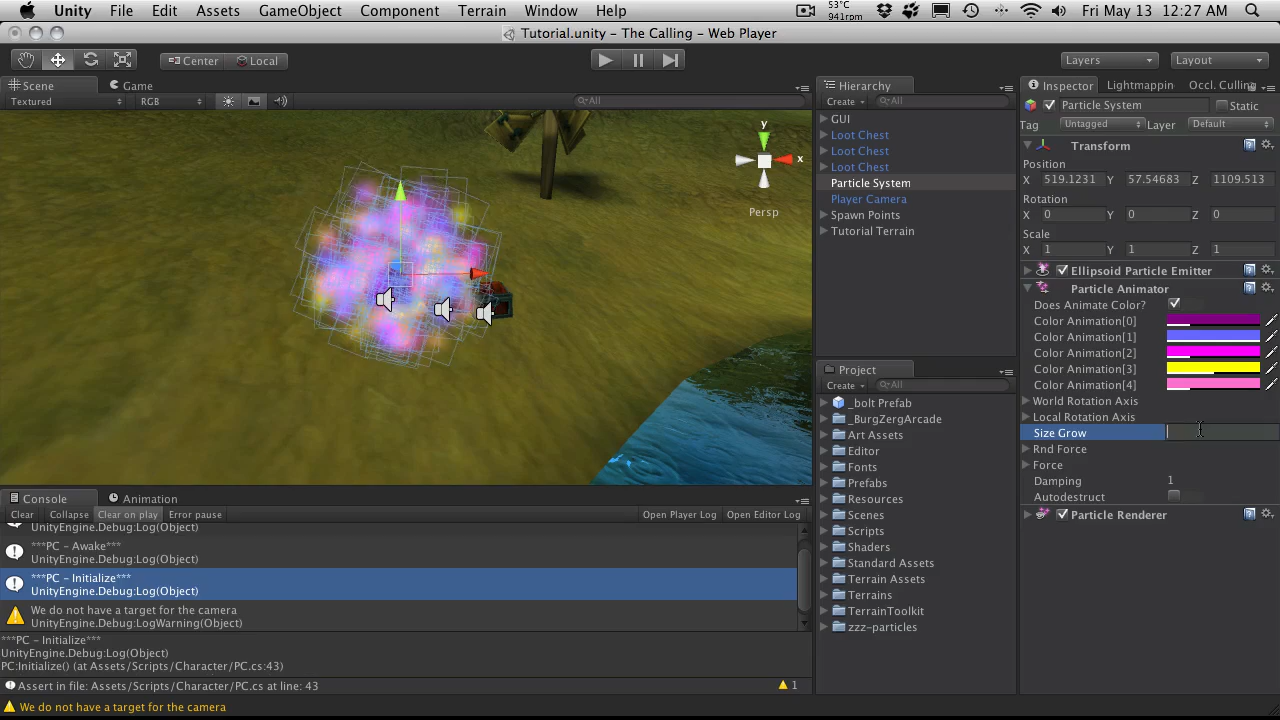 Unity File Edit Assets GameObject Component Terrain Window Help 53°C 941rpm Fri May 13 12:27 AM
Tutorial.unity – The Calling – Web Player
Center Local Layers Layout
Scene Game
Textured RGB All
y
x
Persp
Hierarchy
Create All
GUI
Loot Chest
Loot Chest
Loot Chest
Particle System
Player Camera
Spawn Points
Tutorial Terrain
Project
Create All
_bolt Prefab
_BurgZergArcade
Art Assets
Editor
Fonts
Prefabs
Resources
Scenes
Scripts
Shaders
Standard Assets
Terrain Assets
Terrains
TerrainToolkit
zzz-particles
Inspector Lightmappin Occl. Culling
Particle System Static
Tag Untagged Layer Default
Transform
Position
X 519.1231 Y 57.54683 Z 1109.513
Rotation
X 0 Y 0 Z 0
Scale
X 1 Y 1 Z 1
Ellipsoid Particle Emitter
Particle Animator
Does Animate Color?
Color Animation[0]
Color Animation[1]
Color Animation[2]
Color Animation[3]
Color Animation[4]
World Rotation Axis
Local Rotation Axis
Size Grow
Rnd Force
Force
Damping 1
Autodestruct
Particle Renderer
Console Animation
Clear Collapse Clear on play Error pause Open Player Log Open Editor Log
UnityEngine.Debug:Log(Object)
***PC – Awake***
UnityEngine.Debug:Log(Object)
***PC – Initialize***
UnityEngine.Debug:Log(Object)
We do not have a target for the camera
UnityEngine.Debug:LogWarning(Object)
***PC – Initialize***
UnityEngine.Debug:Log(Object)
PC:Initialize() (at Assets/Scripts/Character/PC.cs:43)
Assert in file: Assets/Scripts/Character/PC.cs at line: 43 1
We do not have a target for the camera